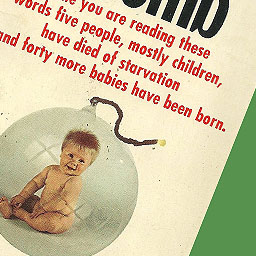 you are reading these
words five people, mostly children,
have died of starvation
and forty more babies have been born.